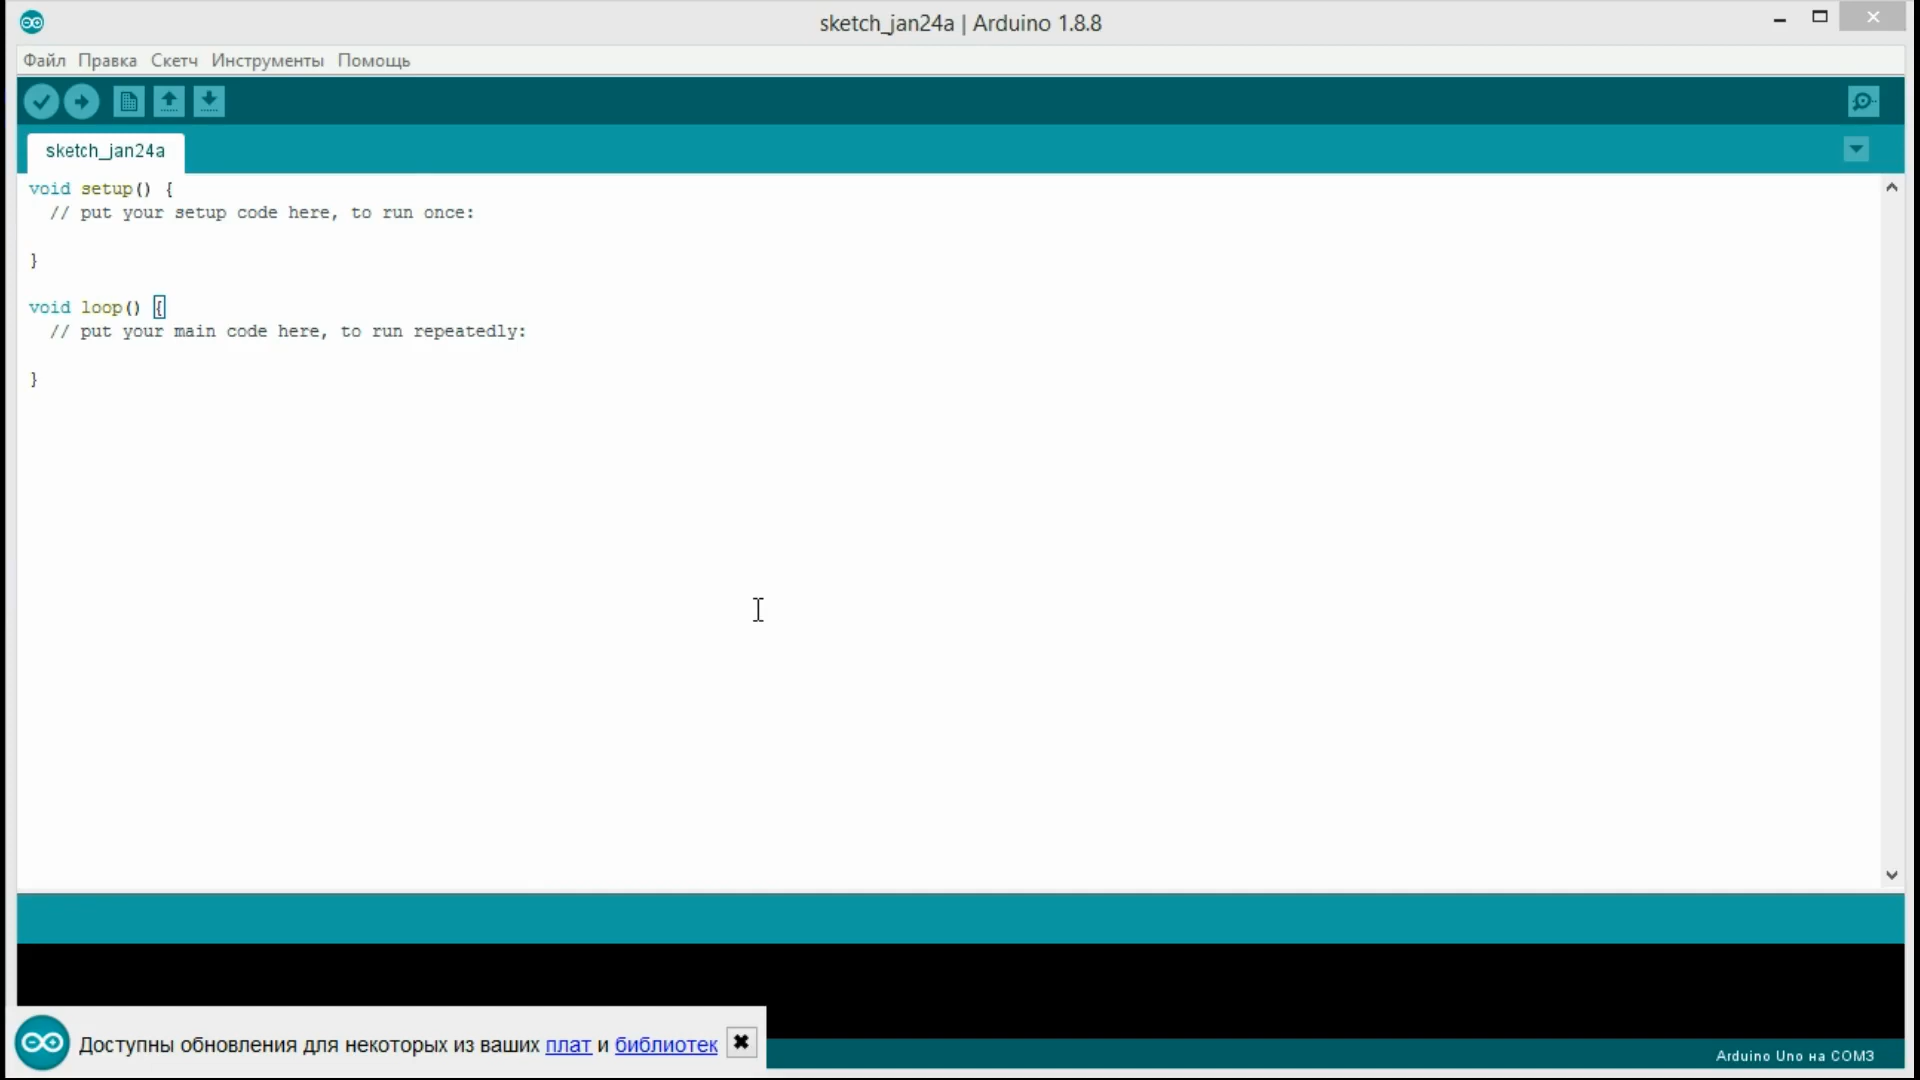 sketch_jan24a | Arduino 1.8.8
Файл Правка Скетч Инструменты Помощь
sketch_jan24a
void setup() {
  // put your setup code here, to run once:
}
void loop() {
  // put your main code here, to run repeatedly:
}
Доступны обновления для некоторых из ваших плат и библиотек
Arduino Uno на COM3